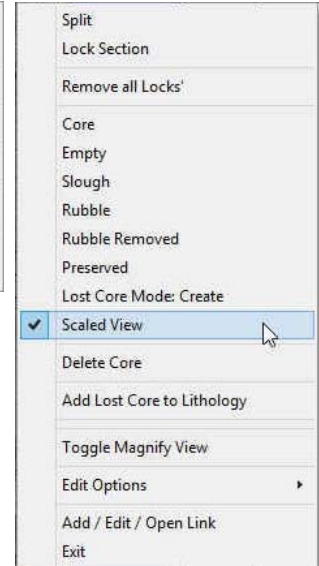 Split
Lock Section
Remove all Locks'
Core
Empty
Slough
Rubble
Rubble Removed
Preserved
Lost Core Mode: Create
Scaled View
Delete Core
Add Lost Core to Lithology
Toggle Magnify View
Edit Options
Add / Edit / Open Link
Exit